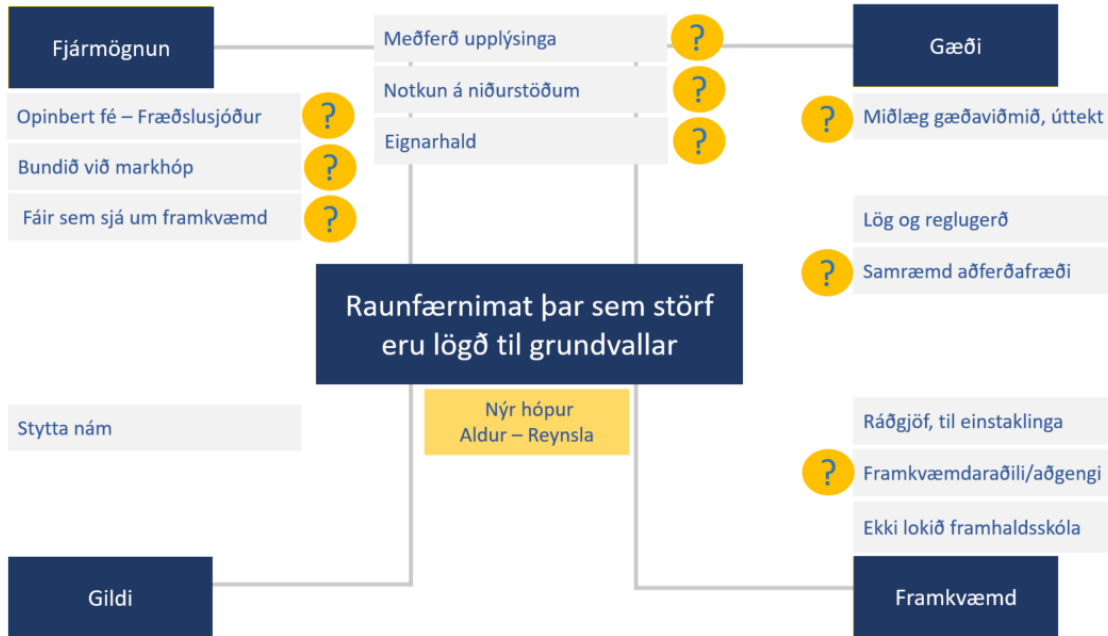 Fjármögnun
Opinbert fé – Fræðslusjóður
?
Bundið við markhóp
?
Fáir sem sjá um framkvæmd
?
Meðferð upplýsinga
?
Notkun á niðurstöðum
?
Eignarhald
?
Gæði
?
Miðlæg gæðaviðmið, úttekt
Lög og reglugerð
?
Samræmd aðferðafræði
Raunfærnimat þar sem störf
eru lögð til grundvallar
Nýr hópur
Aldur – Reynsla
Stytta nám
Gildi
Ráðgjöf, til einstaklinga
?
Framkvæmdaraðili/aðgengi
Ekki lokið framhaldsskóla
Framkvæmd